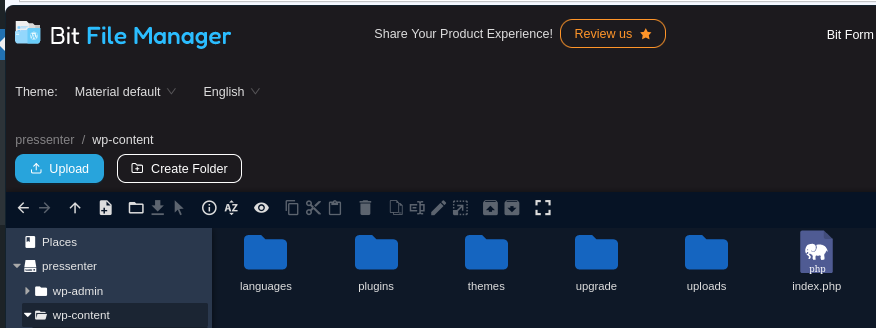 Bit File Manager
Share Your Product Experience! Review us
Bit Form
Theme: Material default English
pressenter / wp-content
Upload Create Folder
AZ
Places
pressenter
wp-admin
wp-content
php
languages plugins themes upgrade uploads index.php